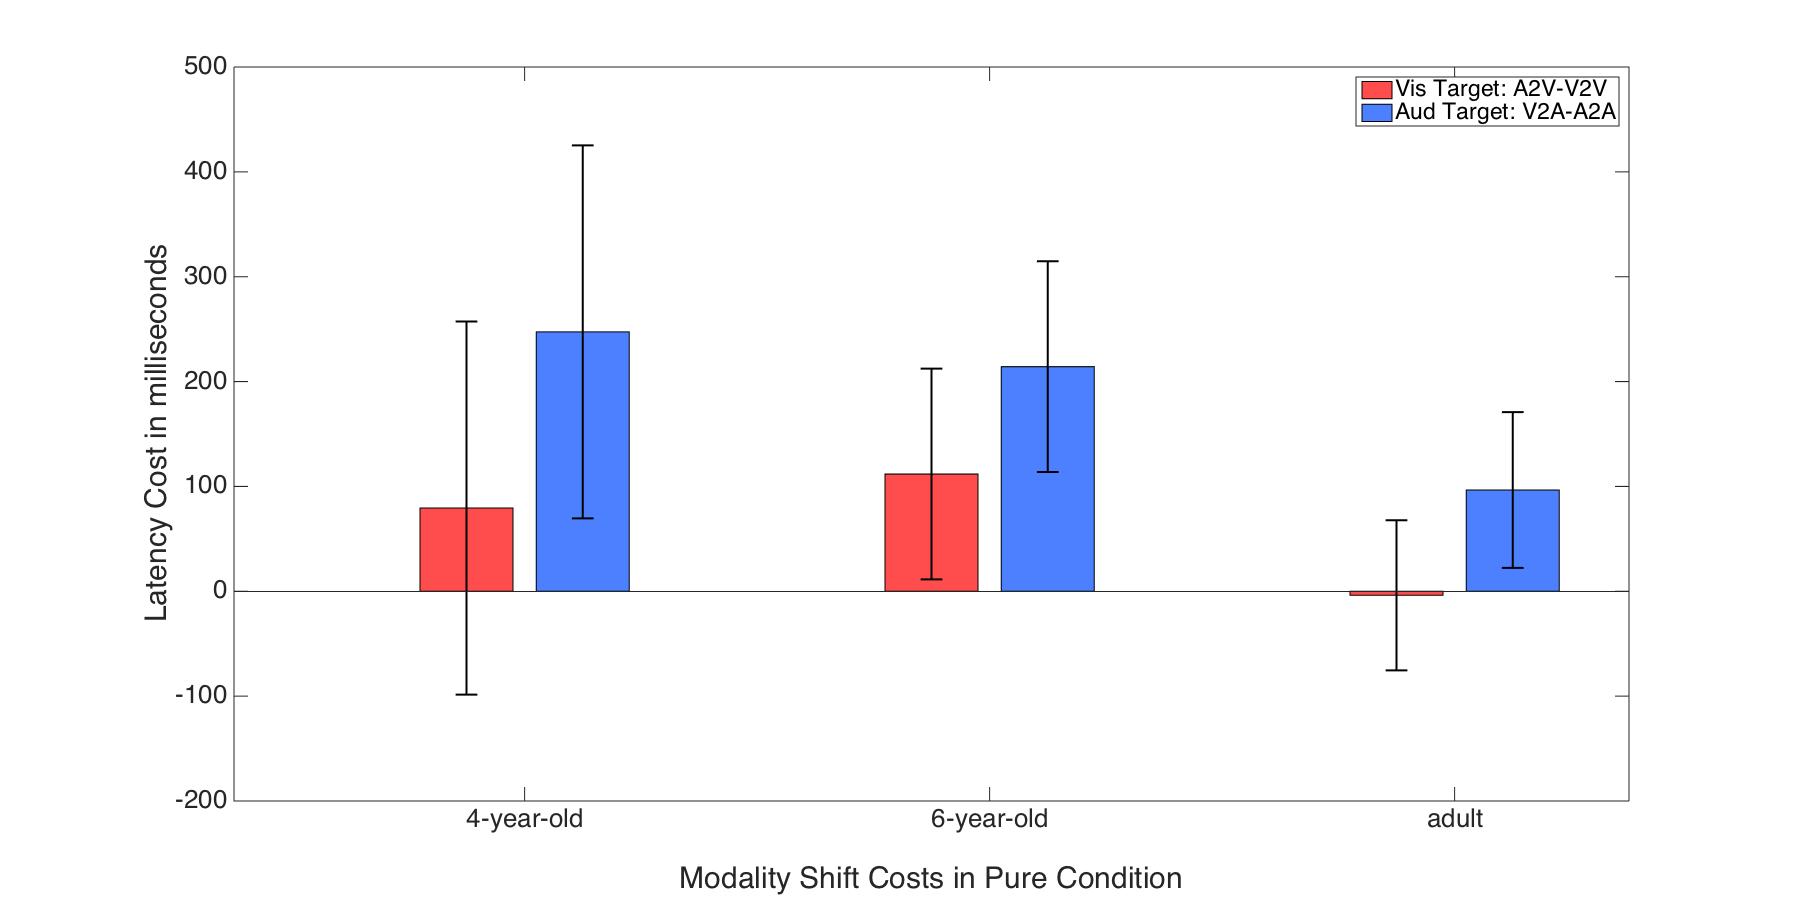 500
400
300
200
100
0
-100
-200
Latency Cost in milliseconds
Vis Target: A2V-V2V
Aud Target: V2A-A2A
4-year-old
6-year-old
adult
Modality Shift Costs in Pure Condition